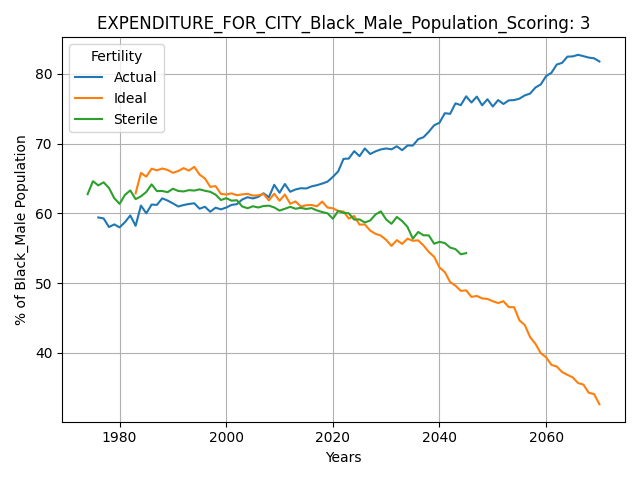 EXPENDITURE_FOR_CITY_Black_Male_Population_Scoring: 3
Fertility
Actual
Ideal
Sterile
% of Black_Male Population
80
70
60
50
40
1980 2000 2020 2040 2060
Years